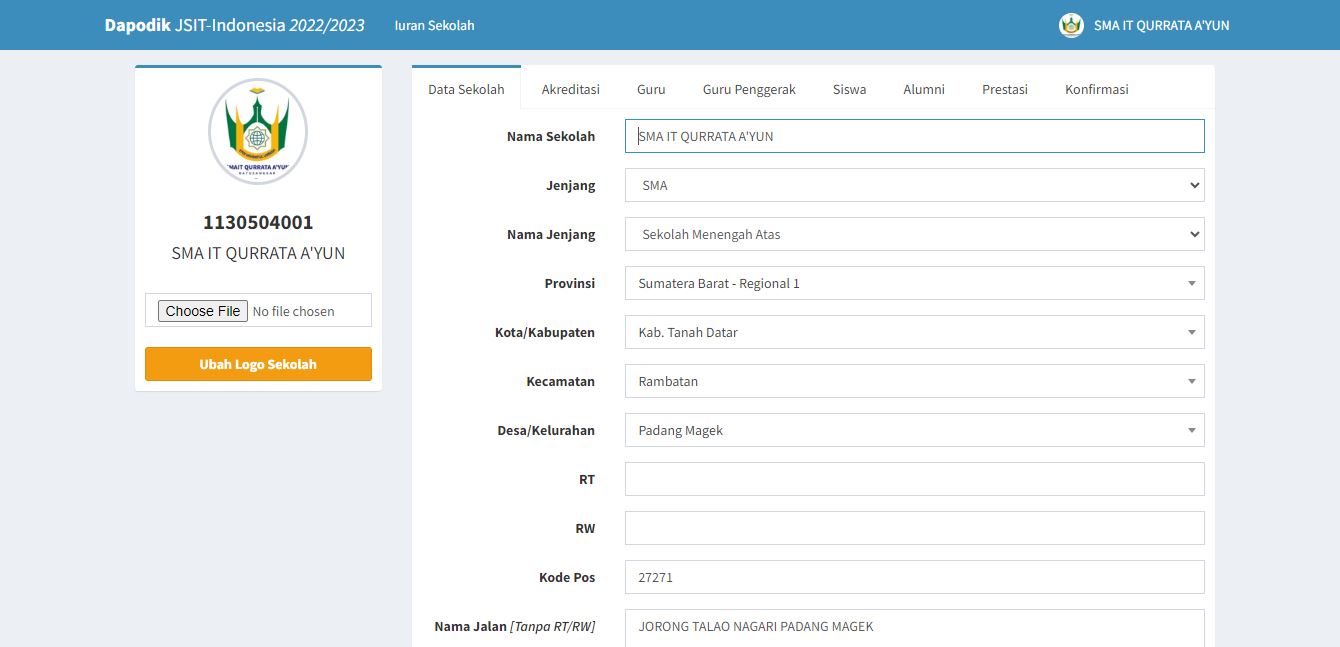 Dapodik JSIT-Indonesia 2022/2023 Iuran Sekolah SMA IT QURRATA A'YUN
SMAIT QURRATA A'YUN
BATUSANGKAR
1130504001
SMA IT QURRATA A'YUN
Choose File No file chosen
Ubah Logo Sekolah
Data Sekolah Akreditasi Guru Guru Penggerak Siswa Alumni Prestasi Konfirmasi
Nama Sekolah SMA IT QURRATA A'YUN
Jenjang SMA
Nama Jenjang Sekolah Menengah Atas
Provinsi Sumatera Barat - Regional 1
Kota/Kabupaten Kab. Tanah Datar
Kecamatan Rambatan
Desa/Kelurahan Padang Magek
RT
RW
Kode Pos 27271
Nama Jalan [Tanpa RT/RW] JORONG TALAO NAGARI PADANG MAGEK